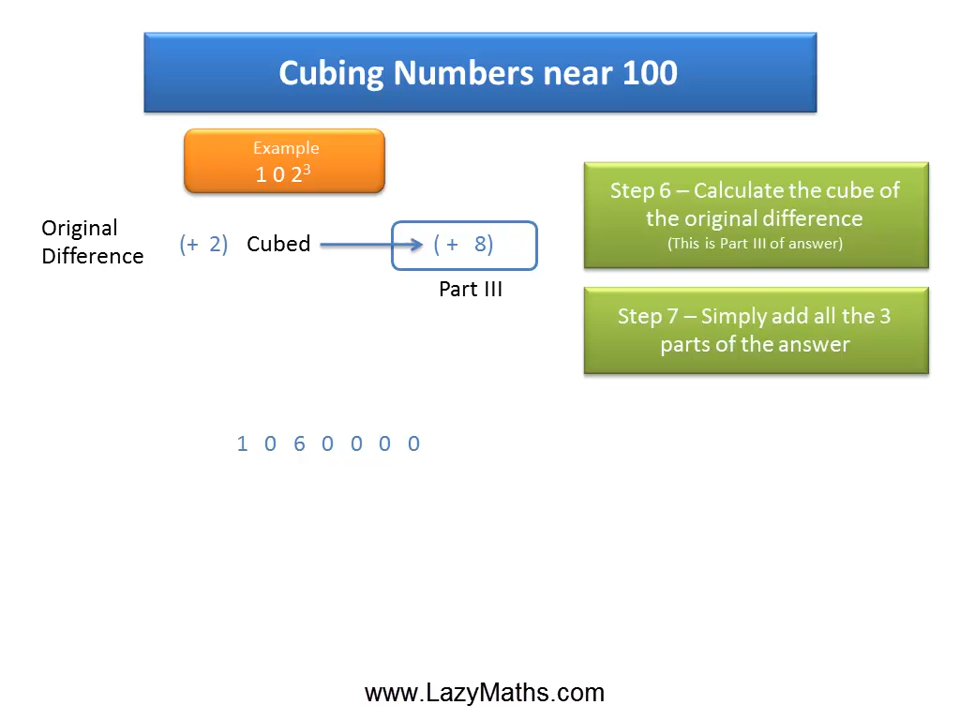 Cubing Numbers near 100
Example
1 0 2³
Original
Difference
(+ 2) Cubed
( + 8)
Part III
Step 6 – Calculate the cube of
the original difference
(This is Part III of answer)
Step 7 – Simply add all the 3
parts of the answer
1 0 6 0 0 0 0
www.LazyMaths.com